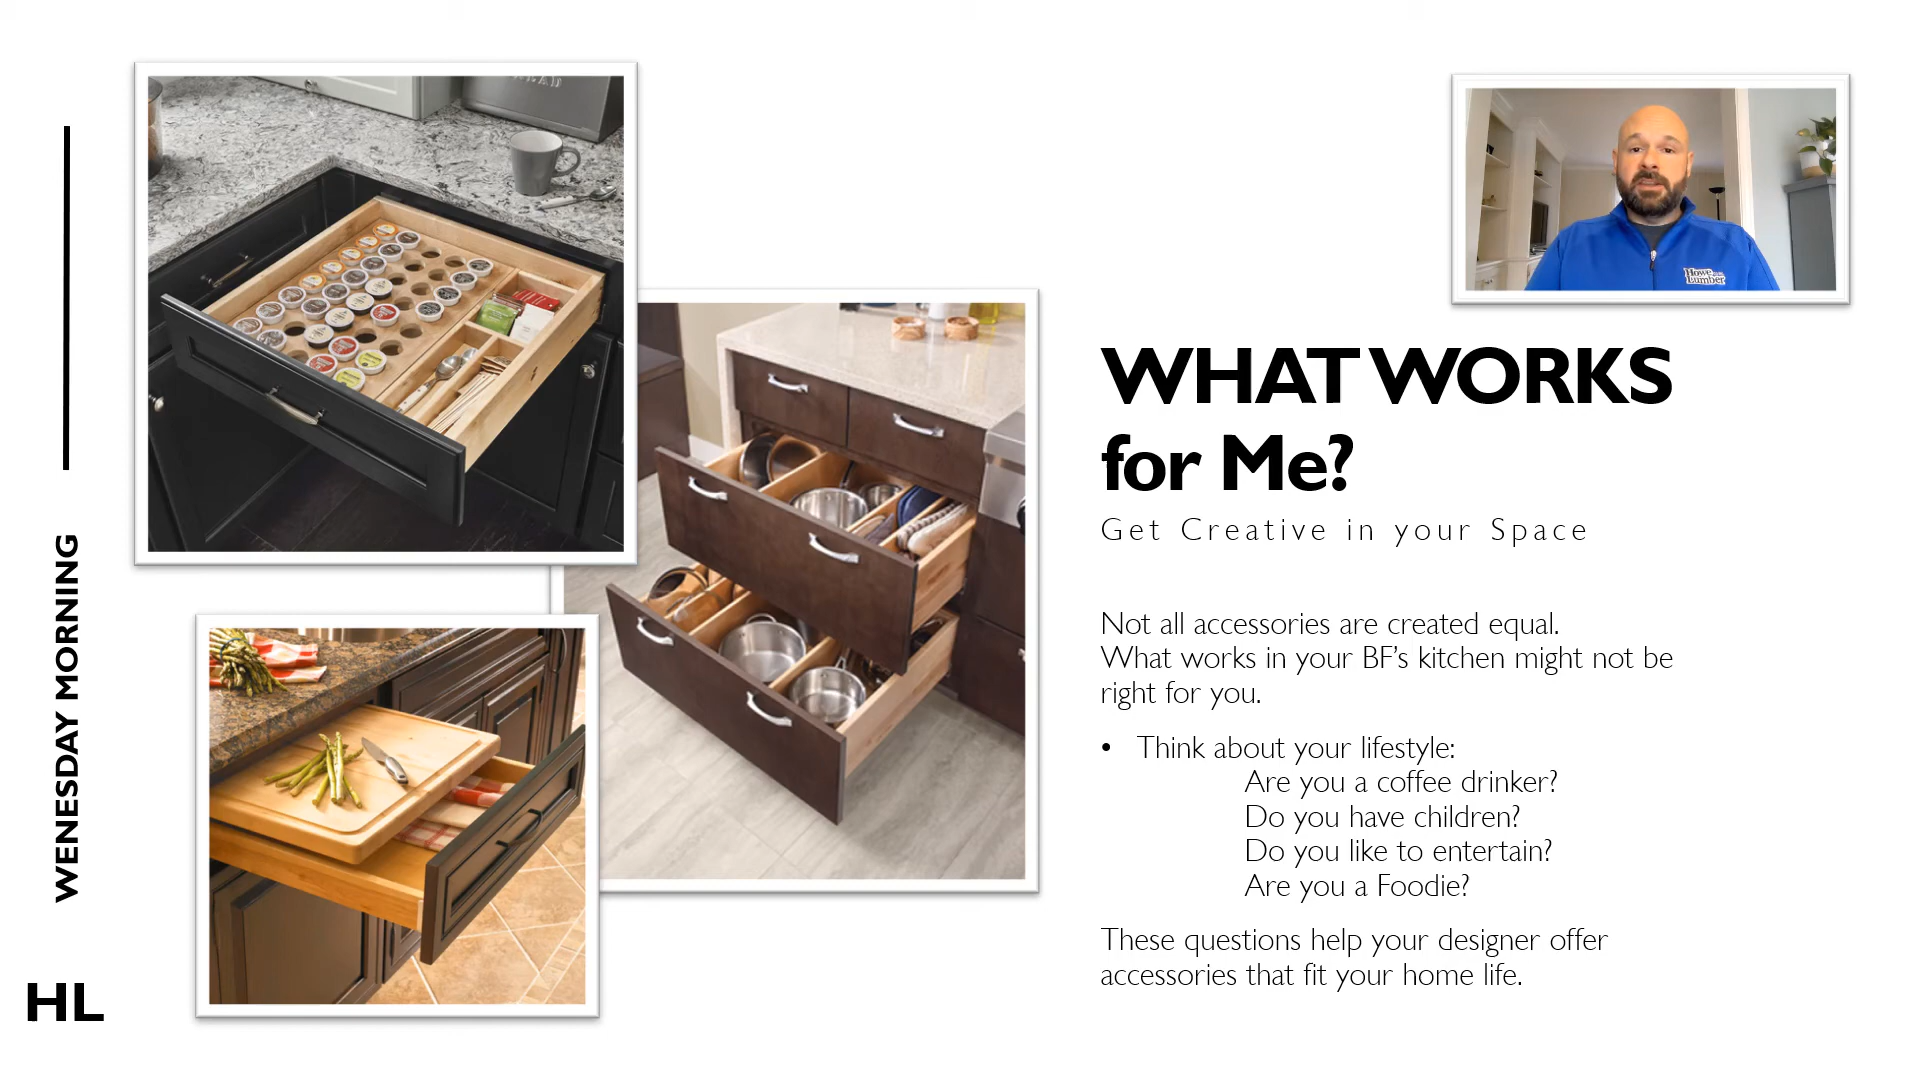 WENESDAY MORNING
HL
Howe
Lumber
WHAT WORKS
for Me?
Get Creative in your Space
Not all accessories are created equal.
What works in your BF's kitchen might not be
right for you.
• Think about your lifestyle:
Are you a coffee drinker?
Do you have children?
Do you like to entertain?
Are you a Foodie?
These questions help your designer offer
accessories that fit your home life.